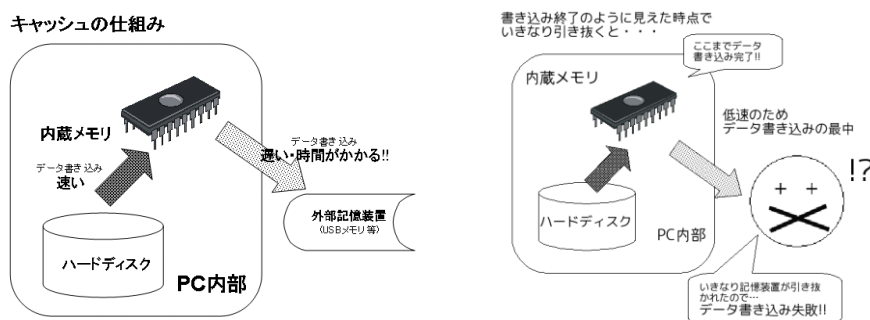 キャッシュの仕組み
内蔵メモリ
データ書き込み
速い
データ書き込み
遅い・時間がかかる!!
外部記憶装置
(USBメモリ等)
ハードディスク
PC内部
書き込み終了のように見えた時点で
いきなり引き抜くと・・・
ここまでデータ
書き込み完了!!
内蔵メモリ
低速のため
データ書き込みの最中
!?
ハードディスク
PC内部
いきなり記憶装置が引き抜
かれたので…
データ書き込み失敗!!